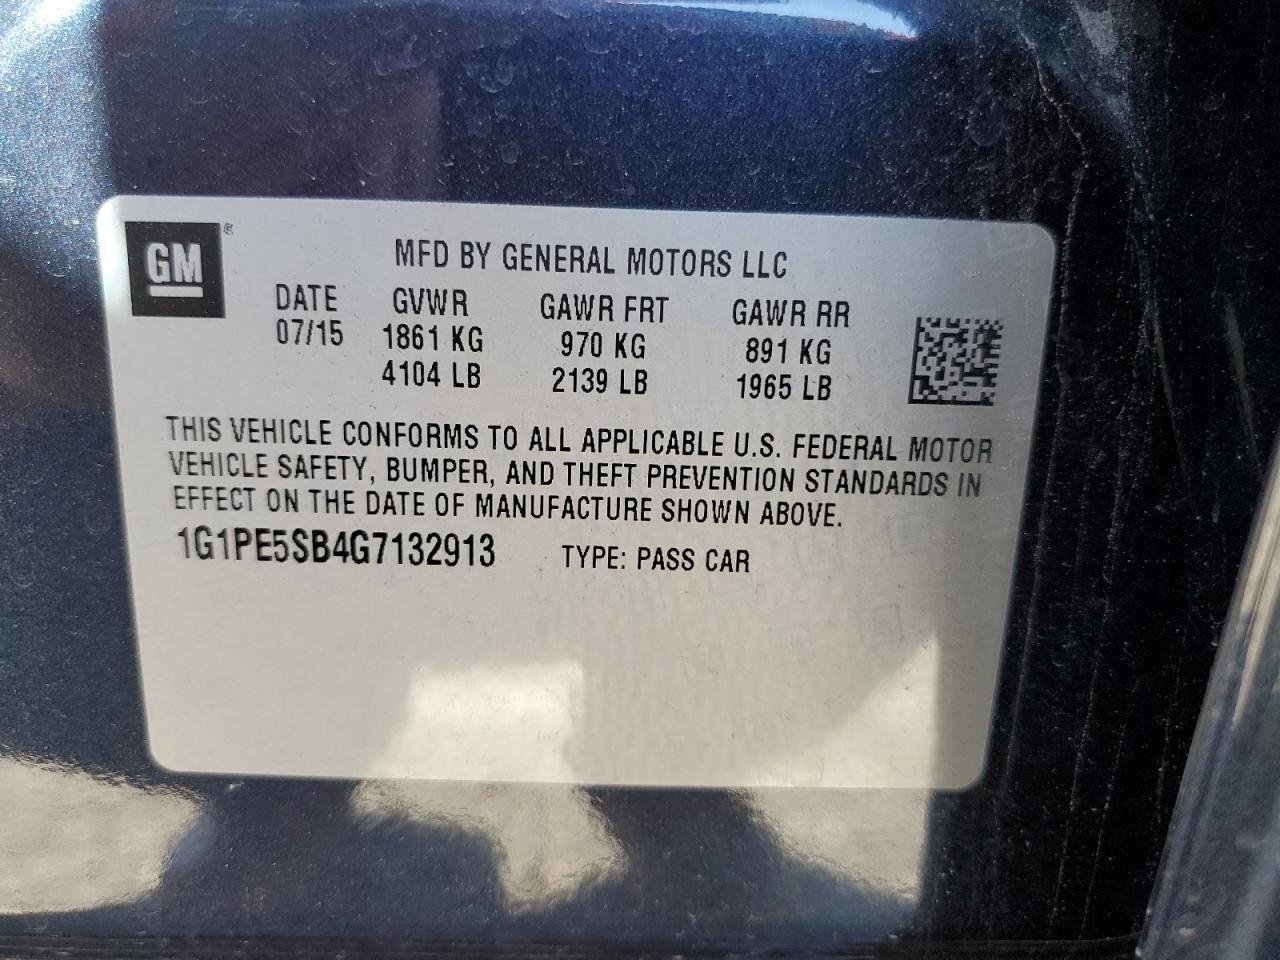 GM
MFD BY GENERAL MOTORS LLC
DATE GVWR GAWR FRT GAWR RR
07/15 1861 KG 970 KG 891 KG
4104 LB 2139 LB 1965 LB
THIS VEHICLE CONFORMS TO ALL APPLICABLE U.S. FEDERAL MOTOR
VEHICLE SAFETY, BUMPER, AND THEFT PREVENTION STANDARDS IN
EFFECT ON THE DATE OF MANUFACTURE SHOWN ABOVE.
1G1PE5SB4G7132913 TYPE: PASS CAR